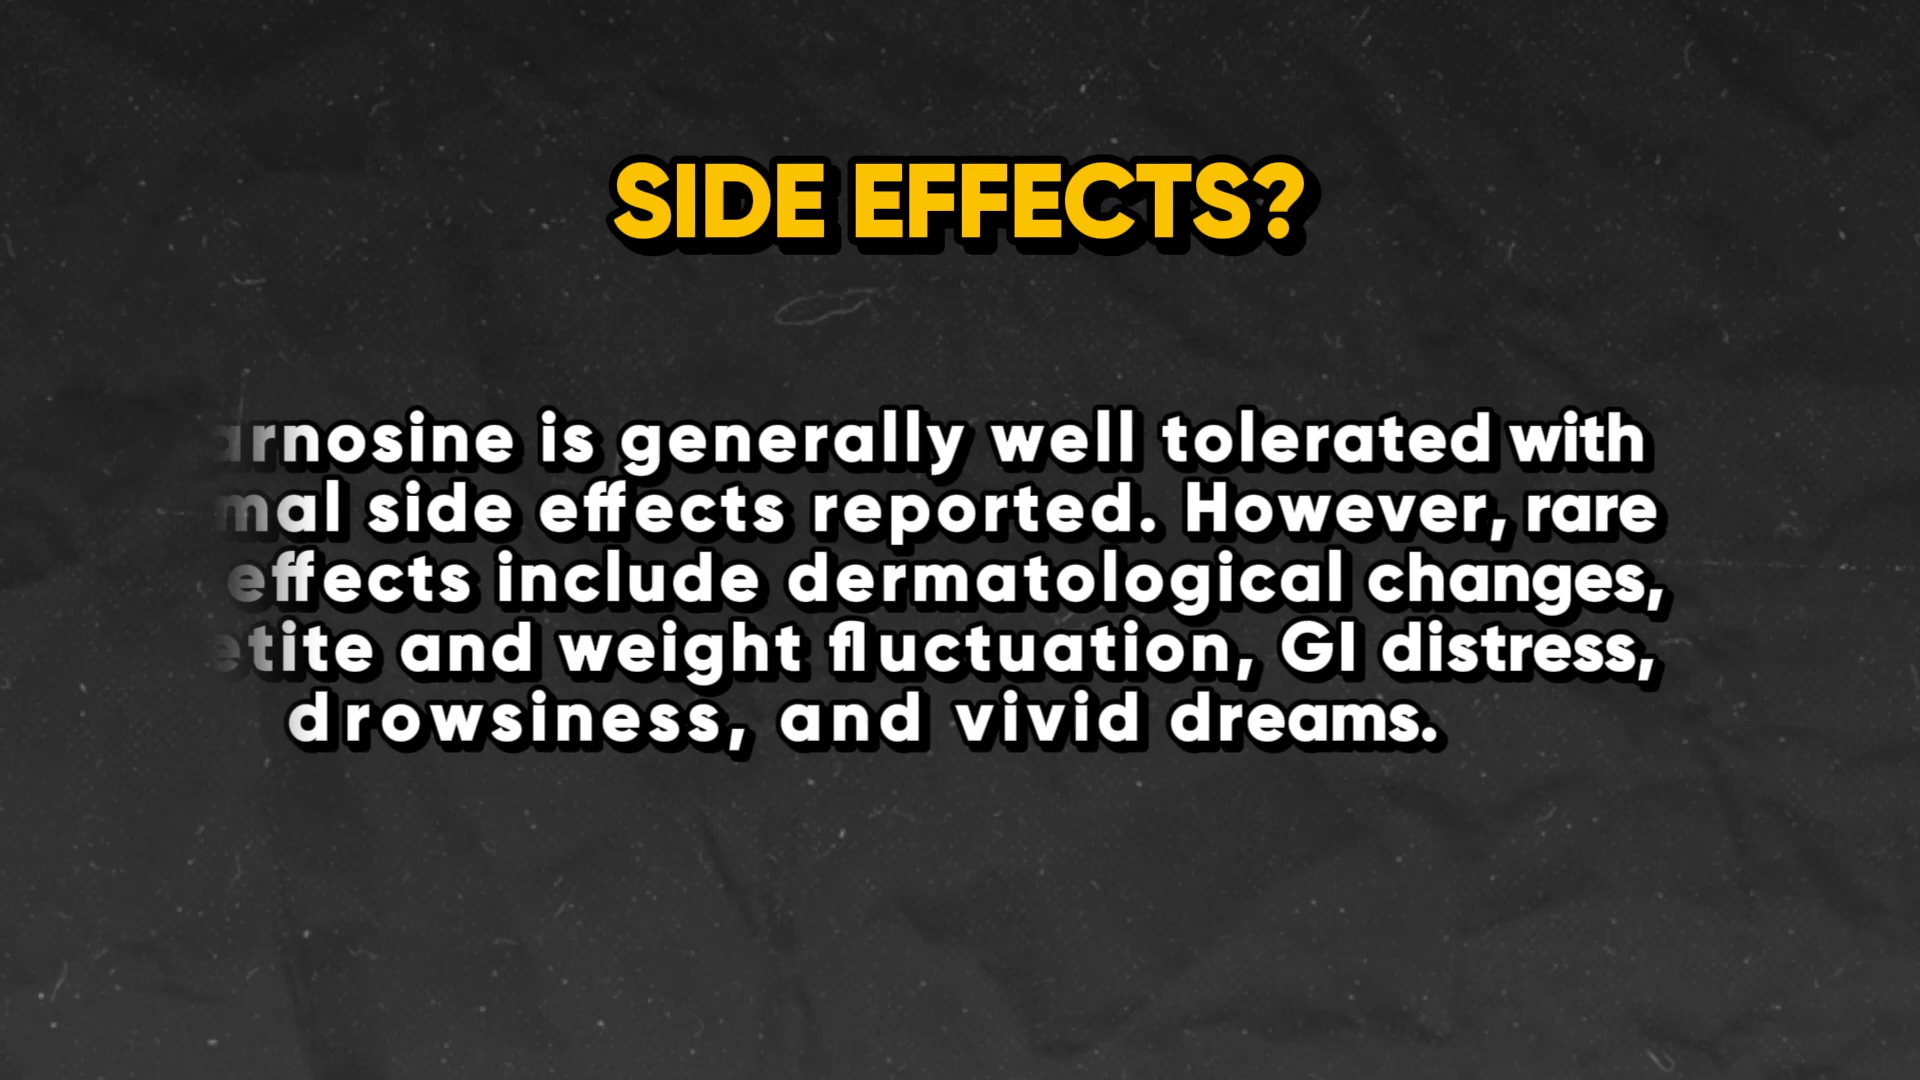 SIDE EFFECTS?
arnosine is generally well tolerated with
mal side effects reported. However, rare
effects include dermatological changes,
etite and weight fluctuation, GI distress,
drowsiness, and vivid dreams.